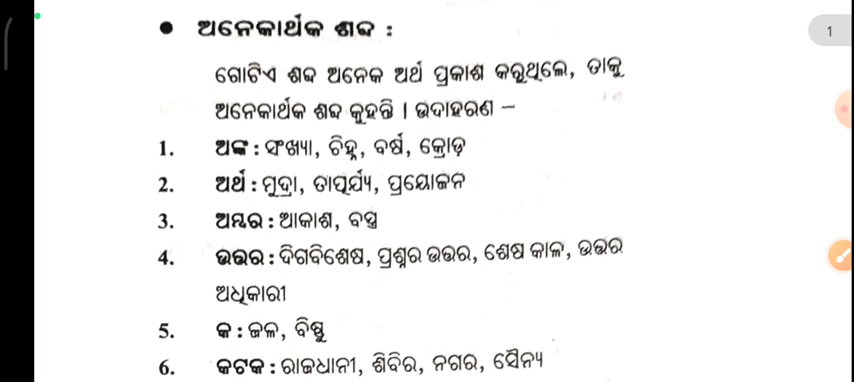 ● ଅନେକାର୍ଥକ ଶବ୍ଦ :
1
ଗୋଟିଏ ଶବ୍ଦ ଅନେକ ଅର୍ଥ ପ୍ରକାଶ କରୁଥିଲେ, ତାକୁ
ଅନେକାର୍ଥକ ଶବ୍ଦ କୁହନ୍ତି । ଉଦାହରଣ –
1. ଅଙ୍କ : ସଂଖ୍ୟା, ଚିହ୍ନ, ବର୍ଷ, କ୍ରୋଡ଼
2. ଅର୍ଥ : ମୁଦ୍ରା, ତାତ୍ପର୍ଯ୍ୟ, ପ୍ରୟୋଜନ
3. ଅମ୍ବର : ଆକାଶ, ବସ୍ତ୍ର
4. ଉତ୍ତର : ଦିଗବିଶେଷ, ପ୍ରଶ୍ନର ଉତ୍ତର, ଶେଷ କାଳ, ଉତ୍ତର
ଅଧିକାରୀ
5. କ : ଜଳ, ବିଷ୍ଣୁ
6. କଟକ : ରାଜଧାନୀ, ଶିବିର, ନଗର, ସୈନ୍ୟ